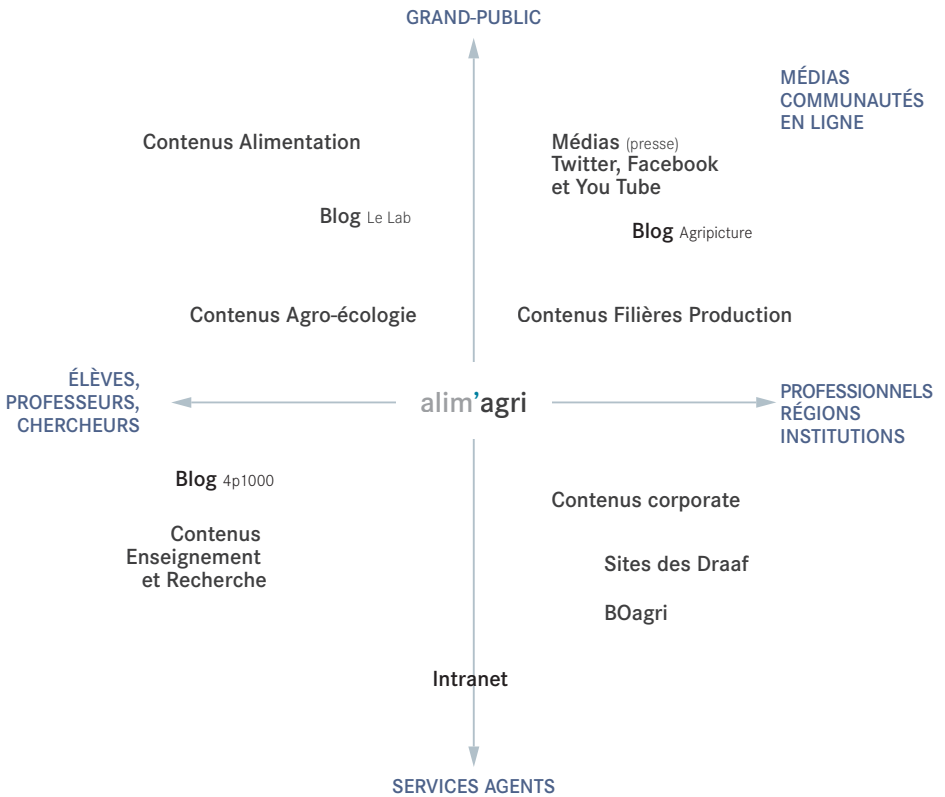 GRAND-PUBLIC
MÉDIAS
COMMUNAUTÉS
EN LIGNE
Contenus Alimentation
Médias (presse)
Twitter, Facebook
et You Tube
Blog Le Lab
Blog Agripicture
Contenus Agro-écologie
Contenus Filières Production
ÉLÈVES,
PROFESSEURS,
CHERCHEURS
alim'agri
PROFESSIONNELS
RÉGIONS
INSTITUTIONS
Blog 4p1000
Contenus
Enseignement
et Recherche
Contenus corporate
Sites des Draaf
BOagri
Intranet
SERVICES AGENTS